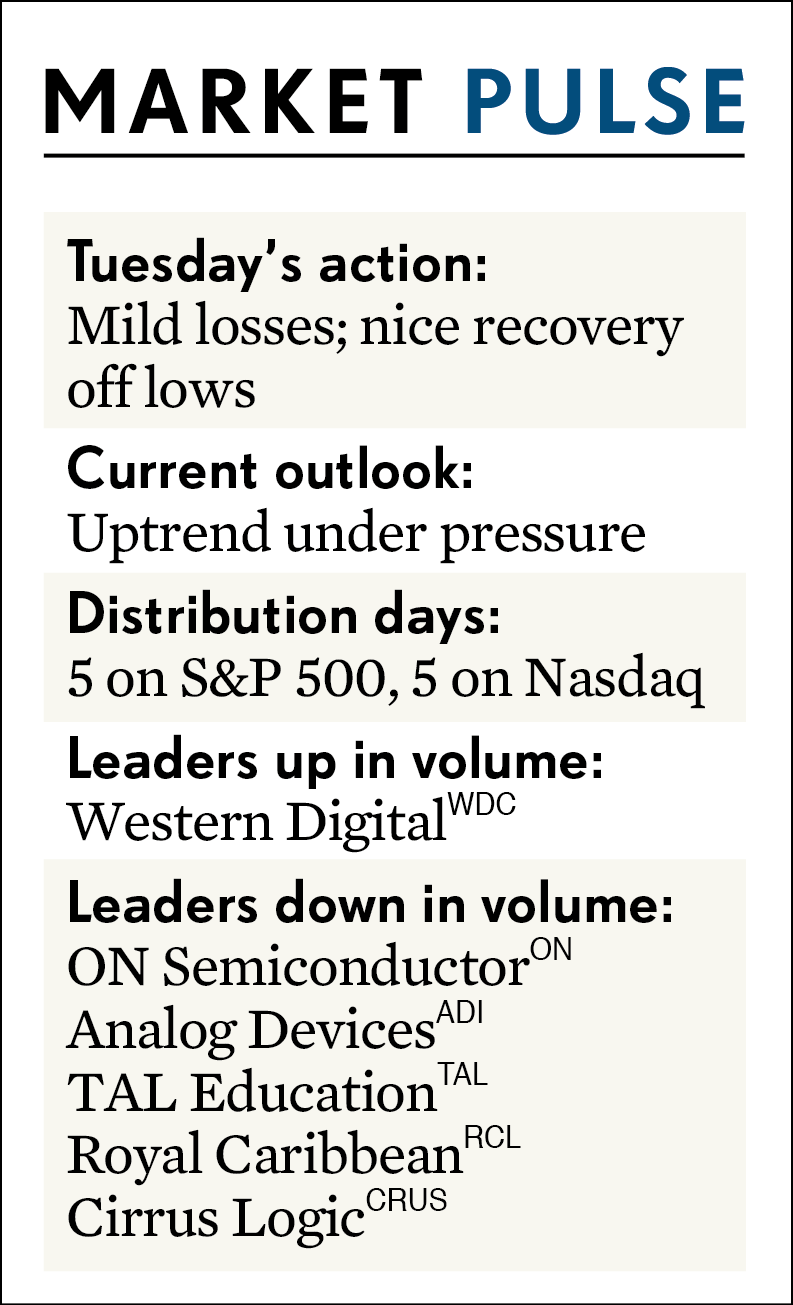 MARKET PULSE
Tuesday’s action:
Mild losses; nice recovery
off lows
Current outlook:
Uptrend under pressure
Distribution days:
5 on S&P 500, 5 on Nasdaq
Leaders up in volume:
Western Digital WDC
Leaders down in volume:
ON Semiconductor ON
Analog Devices ADI
TAL Education TAL
Royal Caribbean RCL
Cirrus Logic CRUS